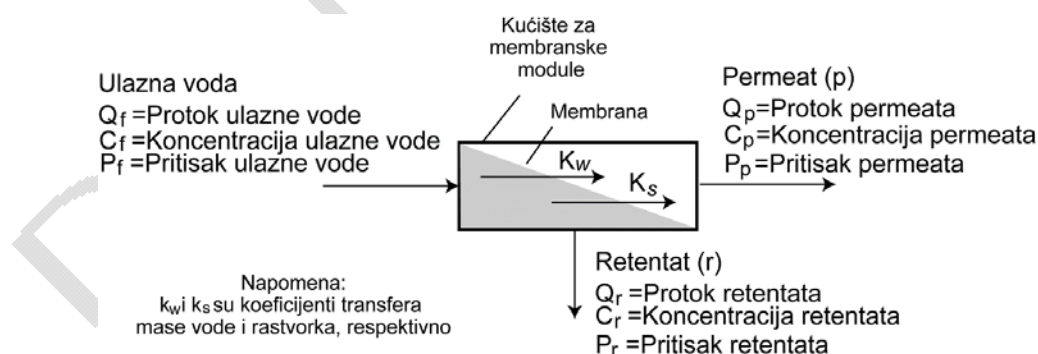 Kućište za
membranske
module
Ulazna voda
Qf =Protok ulazne vode
Cf =Koncentracija ulazne vode
Pf =Pritisak ulazne vode
Membrana
Kw
Ks
Permeat (p)
Qp=Protok permeata
Cp=Koncentracija permeata
Pp=Pritisak permeata
Retentat (r)
Qr =Protok retentata
Cr =Koncentracija retentata
Pr =Pritisak retentata
Napomena:
kwi ks su koeficijenti transfera
mase vode i rastvorka, respektivno